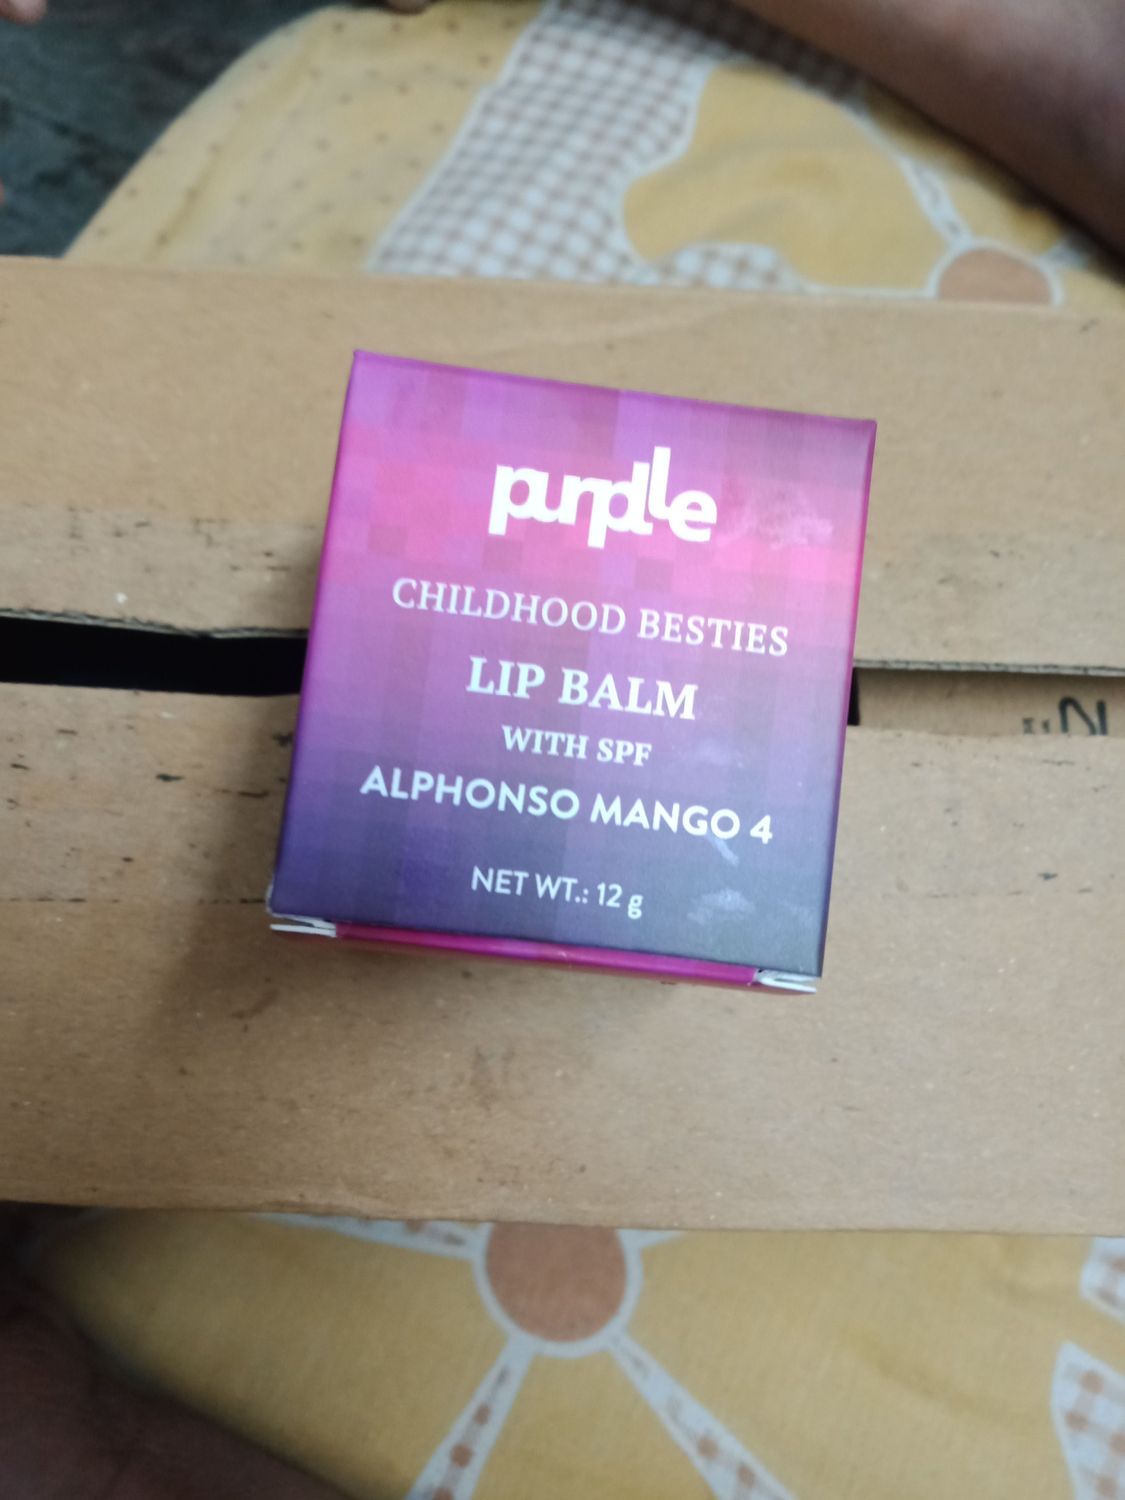 purplle
CHILDHOOD BESTIES
LIP BALM
WITH SPF
ALPHONSO MANGO 4
NET WT.: 12 g